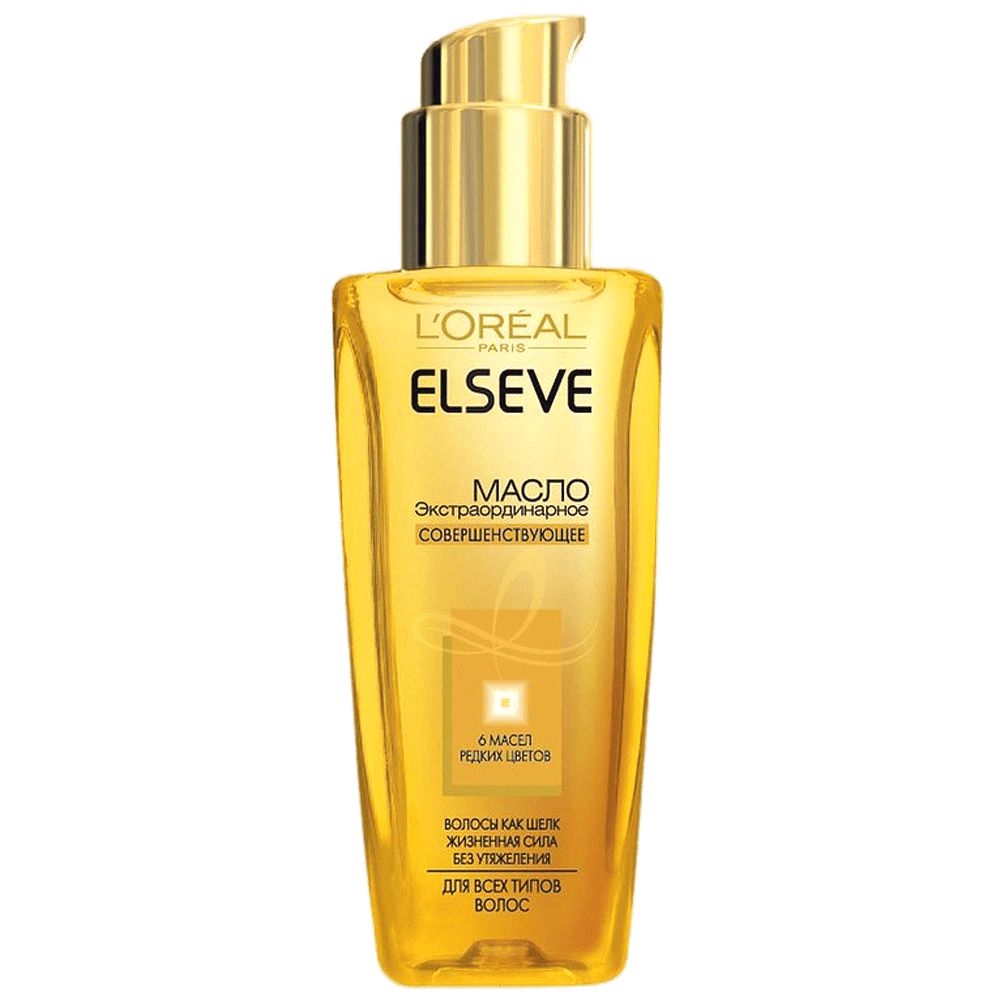 L'ORÉAL
PARIS
ELSEVE
МАСЛО
Экстраординарное
СОВЕРШЕНСТВУЮЩЕЕ
6 МАСЕЛ
РЕДКИХ ЦВЕТОВ
ВОЛОСЫ КАК ШЕЛК
ЖИЗНЕННАЯ СИЛА
БЕЗ УТЯЖЕЛЕНИЯ
ДЛЯ ВСЕХ ТИПОВ
ВОЛОС